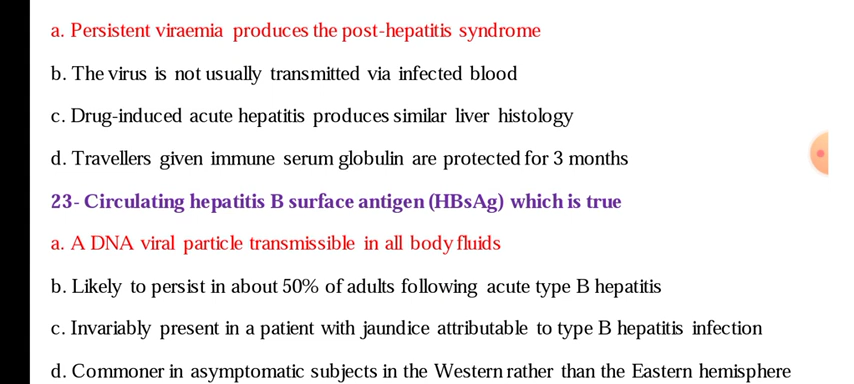 a. Persistent viraemia produces the post-hepatitis syndrome
b. The virus is not usually transmitted via infected blood
c. Drug-induced acute hepatitis produces similar liver histology
d. Travellers given immune serum globulin are protected for 3 months
23- Circulating hepatitis B surface antigen (HBsAg) which is true
a. A DNA viral particle transmissible in all body fluids
b. Likely to persist in about 50% of adults following acute type B hepatitis
c. Invariably present in a patient with jaundice attributable to type B hepatitis infection
d. Commoner in asymptomatic subjects in the Western rather than the Eastern hemisphere